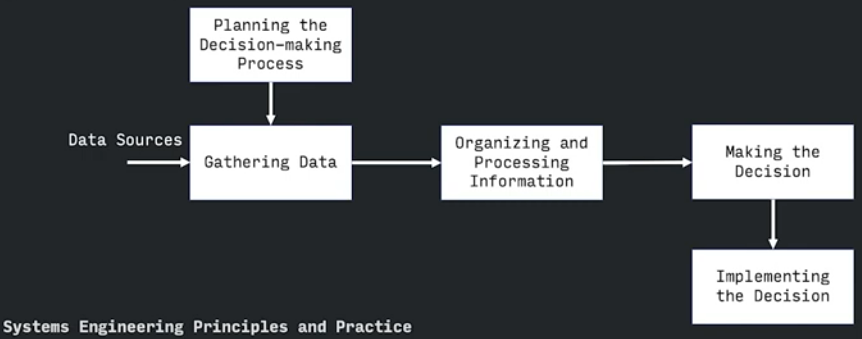 Planning the
Decision-making
Process
Data Sources
Gathering Data
Organizing and
Processing
Information
Making the
Decision
Implementing
the Decision
Systems Engineering Principles and Practice